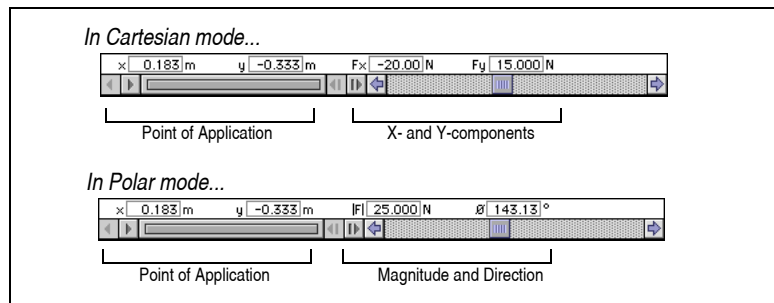 In Cartesian mode...
x 0.183 m y -0.333 m Fx -20.00 N Fy 15.000 N
Point of Application X- and Y-components
In Polar mode...
x 0.183 m y -0.333 m |F| 25.000 N Ø 143.13 °
Point of Application Magnitude and Direction